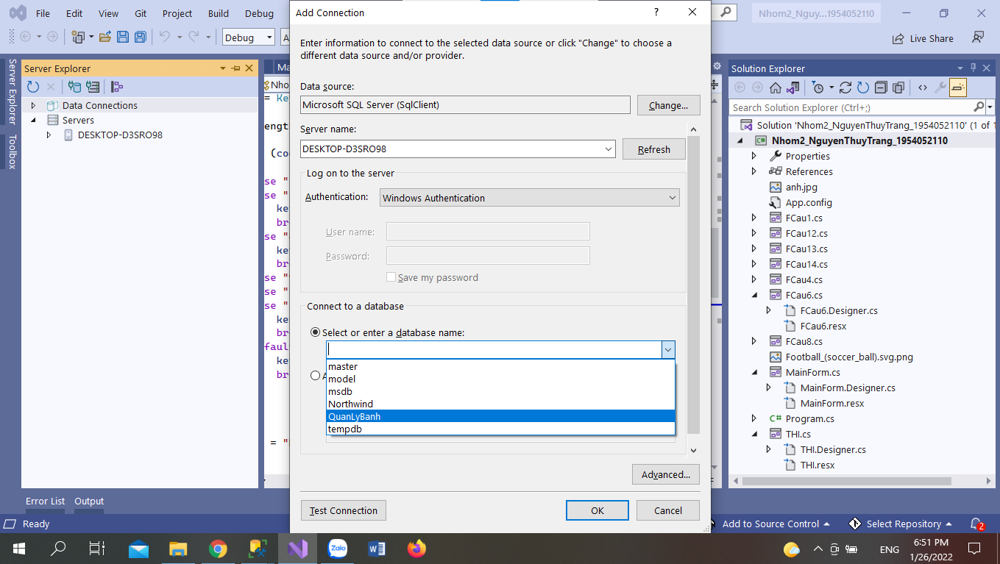 File Edit View Git Project Build Debug
Nhom2_Nguy...1954052110
Debug
Live Share
Add Connection
?
Enter information to connect to the selected data source or click "Change" to choose a
different data source and/or provider.
Data source:
Microsoft SQL Server (SqlClient)
Change...
Server name:
DESKTOP-D3SRO98
Refresh
Log on to the server
Authentication:
Windows Authentication
User name:
Password:
Save my password
Connect to a database
Select or enter a database name:
master
model
msdb
Northwind
QuanLyBanh
tempdb
Advanced...
Test Connection
OK
Cancel
Server Explorer
Toolbox
Server Explorer
Data Connections
Servers
DESKTOP-D3SRO98
Ma
Nho
= Ke
ength
(co
se "
se "
ke
br
se "
ke
br
se "
se "
se "
ke
br
faul
ke
br
= "
Solution Explorer
Search Solution Explorer (Ctrl+;)
Solution 'Nhom2_NguyenThuyTrang_1954052110' (1 of 1
Nhom2_NguyenThuyTrang_1954052110
Properties
References
anh.jpg
App.config
FCau1.cs
FCau12.cs
FCau13.cs
FCau14.cs
FCau4.cs
FCau6.cs
FCau6.Designer.cs
FCau6.resx
FCau8.cs
Football_(soccer_ball).svg.png
MainForm.cs
MainForm.Designer.cs
MainForm.resx
C# Program.cs
THI.cs
THI.Designer.cs
THI.resx
Error List Output
Ready
Add to Source Control
Select Repository
2
Zalo
ENG
6:51 PM
1/26/2022